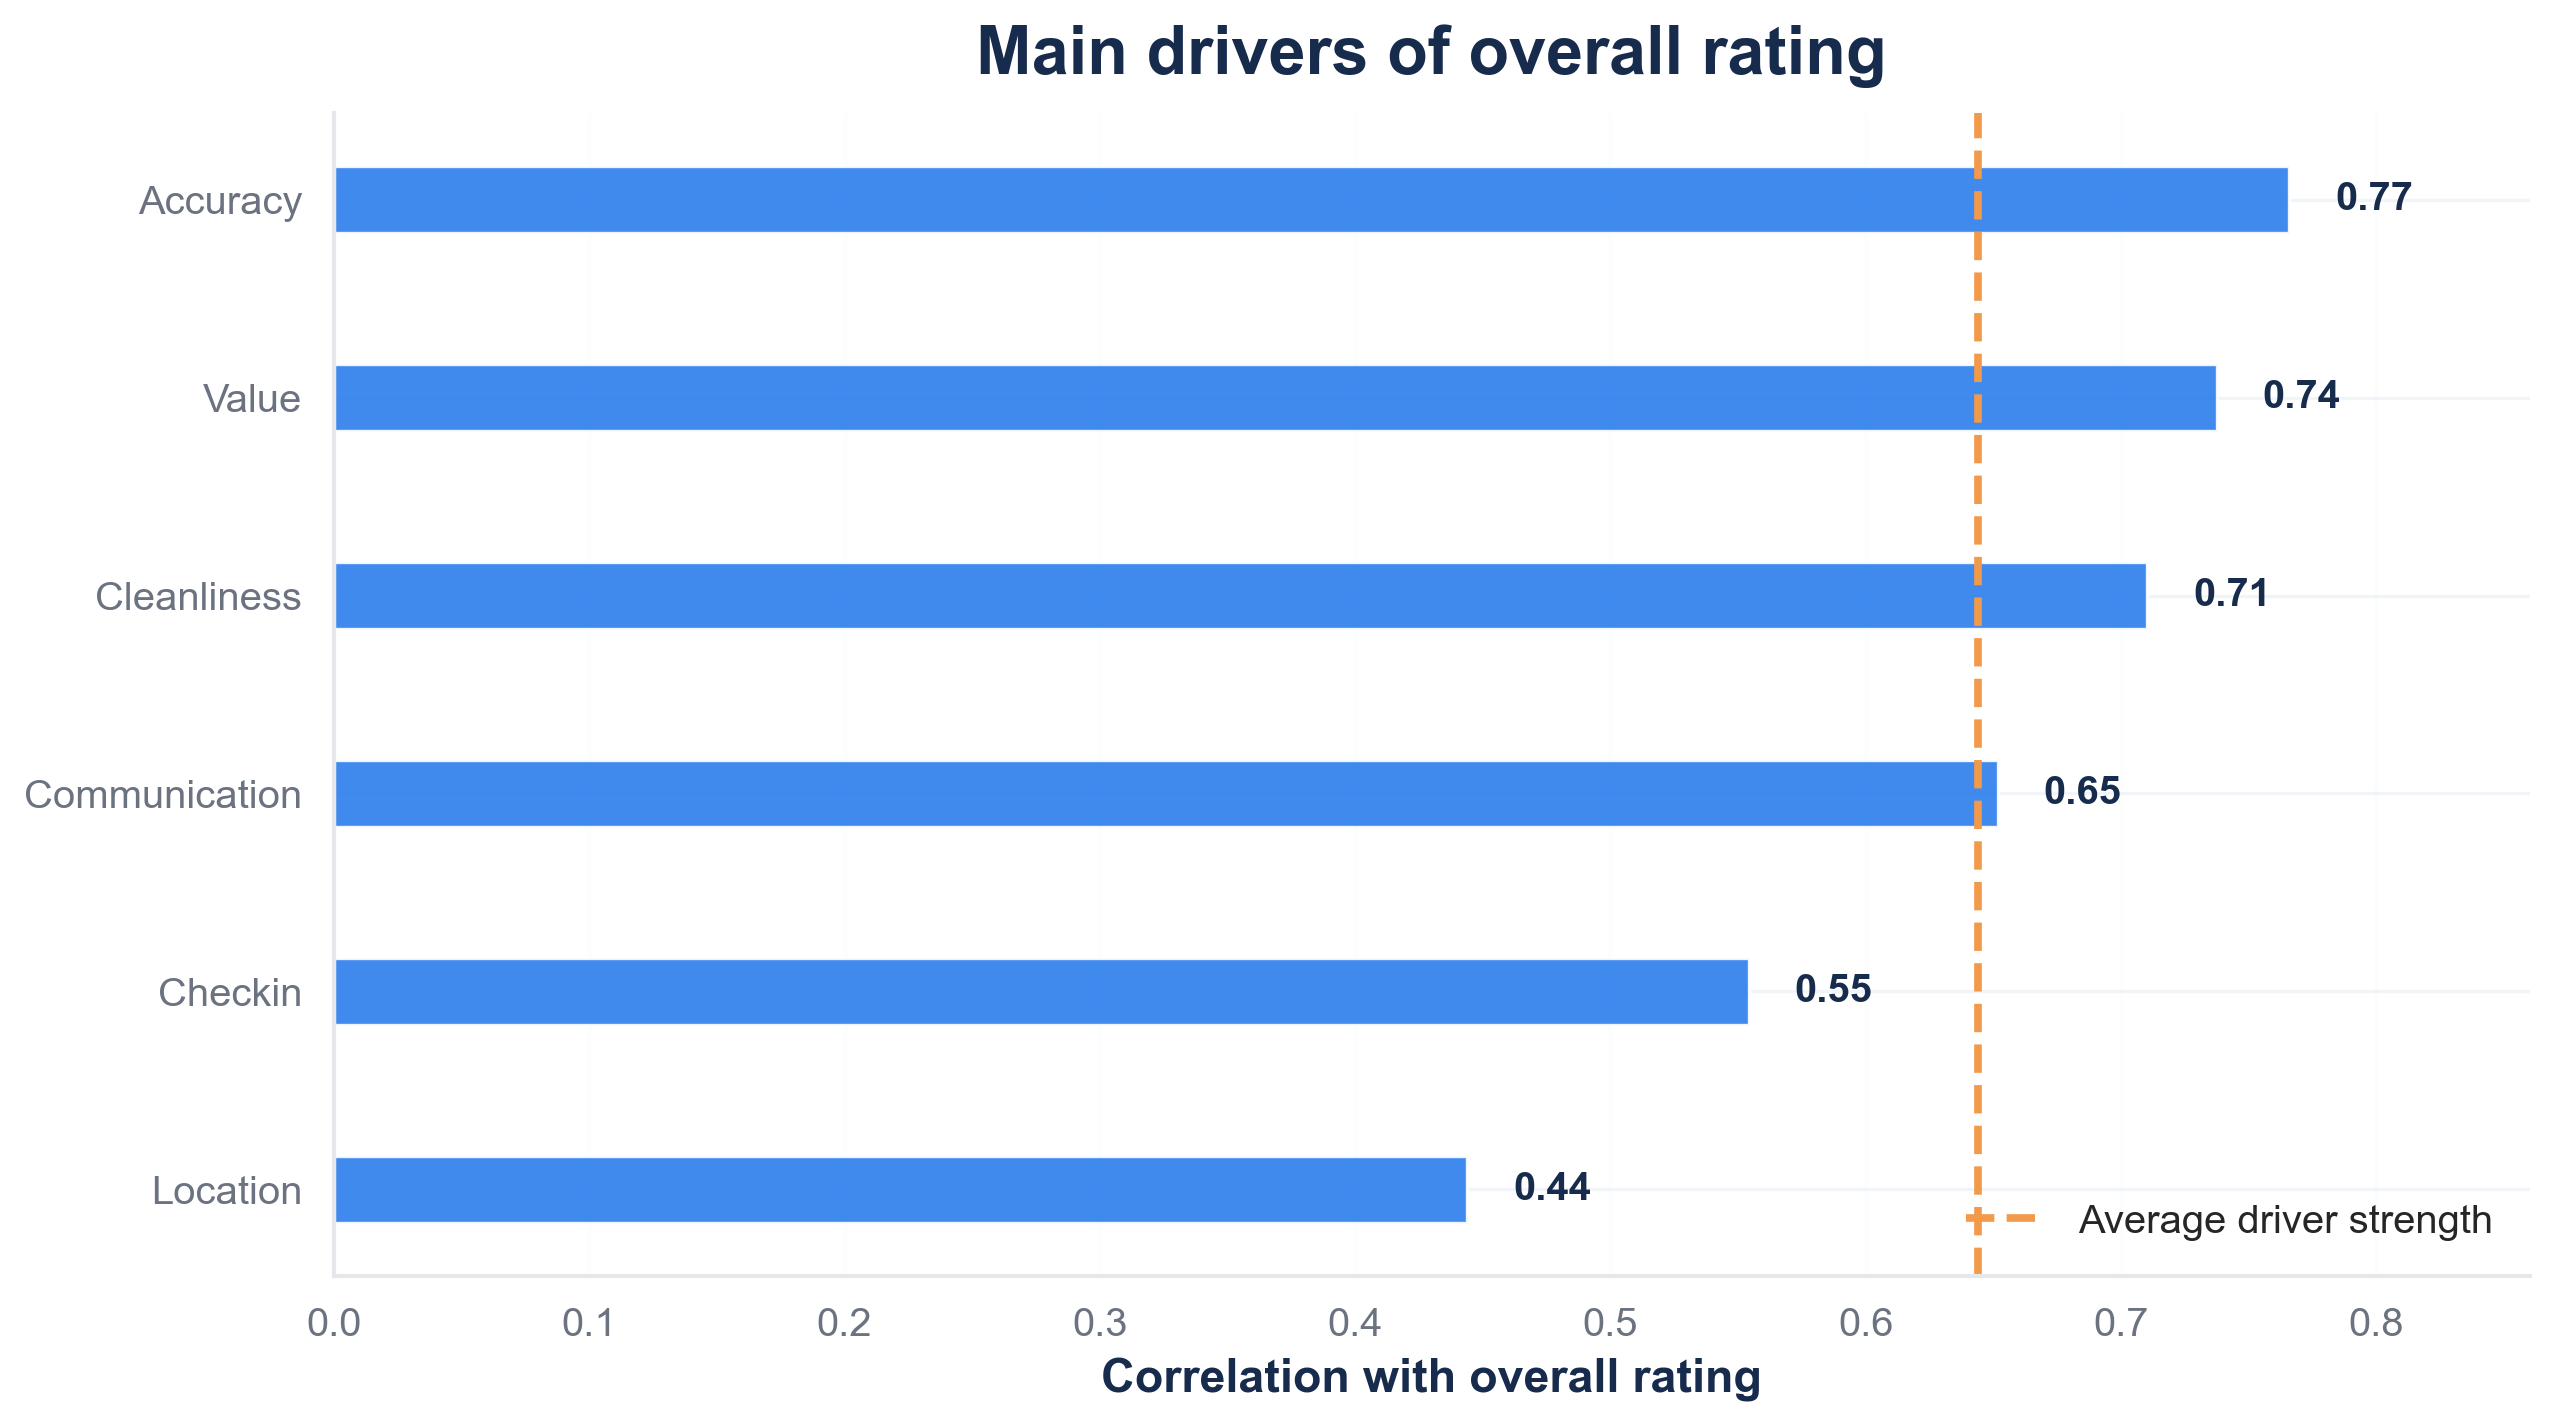 Main drivers of overall rating
Accuracy
0.77
Value
0.74
Cleanliness
0.71
Communication
0.65
Checkin
0.55
Location
0.44
Average driver strength
0.0 0.1 0.2 0.3 0.4 0.5 0.6 0.7 0.8
Correlation with overall rating